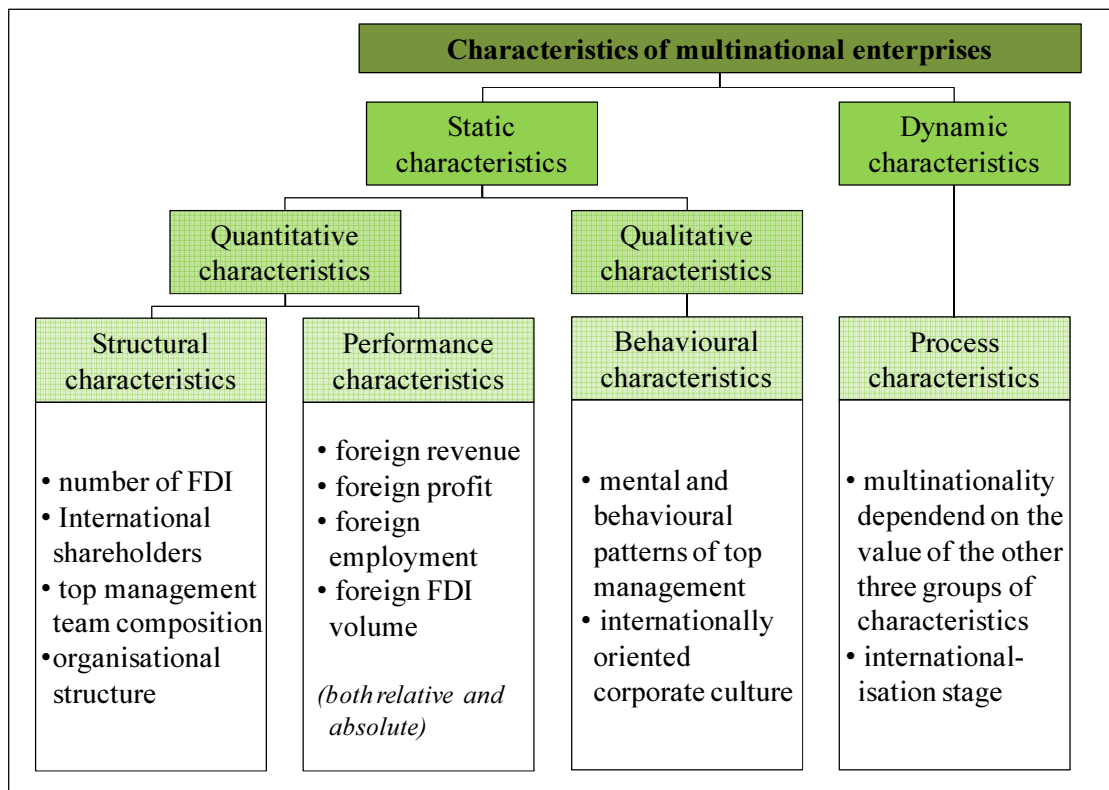 Characteristics of multinational enterprises
Static
characteristics
Dynamic
characteristics
Quantitative
characteristics
Qualitative
characteristics
Structural
characteristics
Performance
characteristics
Behavioural
characteristics
Process
characteristics
• number of FDI
• International
shareholders
• top management
team composition
• organisational
structure
• foreign revenue
• foreign profit
• foreign
employment
• foreign FDI
volume
(both relative and
absolute)
• mental and
behavioural
patterns of top
management
• internationally
oriented
corporate culture
• multinationality
dependend on the
value of the other
three groups of
characteristics
• international-
isation stage